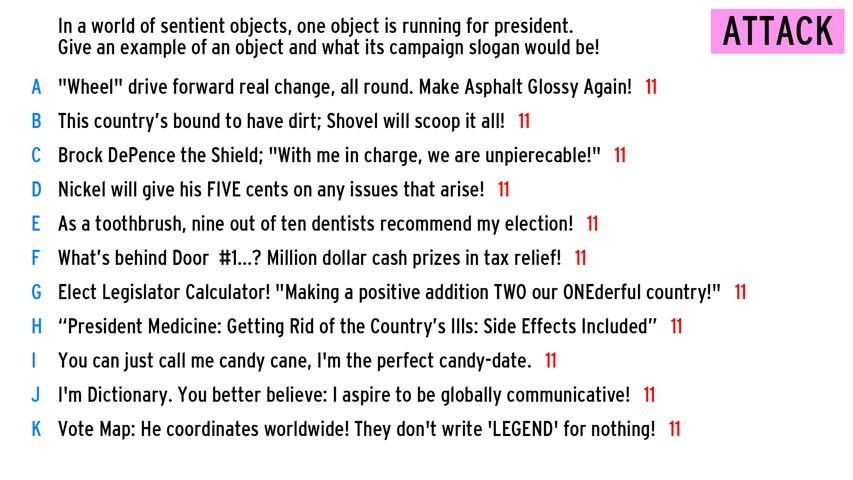 In a world of sentient objects, one object is running for president.
Give an example of an object and what its campaign slogan would be!
ATTACK
A "Wheel" drive forward real change, all round. Make Asphalt Glossy Again! 11
B This country's bound to have dirt; Shovel will scoop it all! 11
C Brock DePence the Shield; "With me in charge, we are unpierecable!" 11
D Nickel will give his FIVE cents on any issues that arise! 11
E As a toothbrush, nine out of ten dentists recommend my election! 11
F What's behind Door #1...? Million dollar cash prizes in tax relief! 11
G Elect Legislator Calculator! "Making a positive addition TWO our ONEderful country!" 11
H “President Medicine: Getting Rid of the Country’s Ills: Side Effects Included” 11
I You can just call me candy cane, I'm the perfect candy-date. 11
J I'm Dictionary. You better believe: I aspire to be globally communicative! 11
K Vote Map: He coordinates worldwide! They don't write 'LEGEND' for nothing! 11